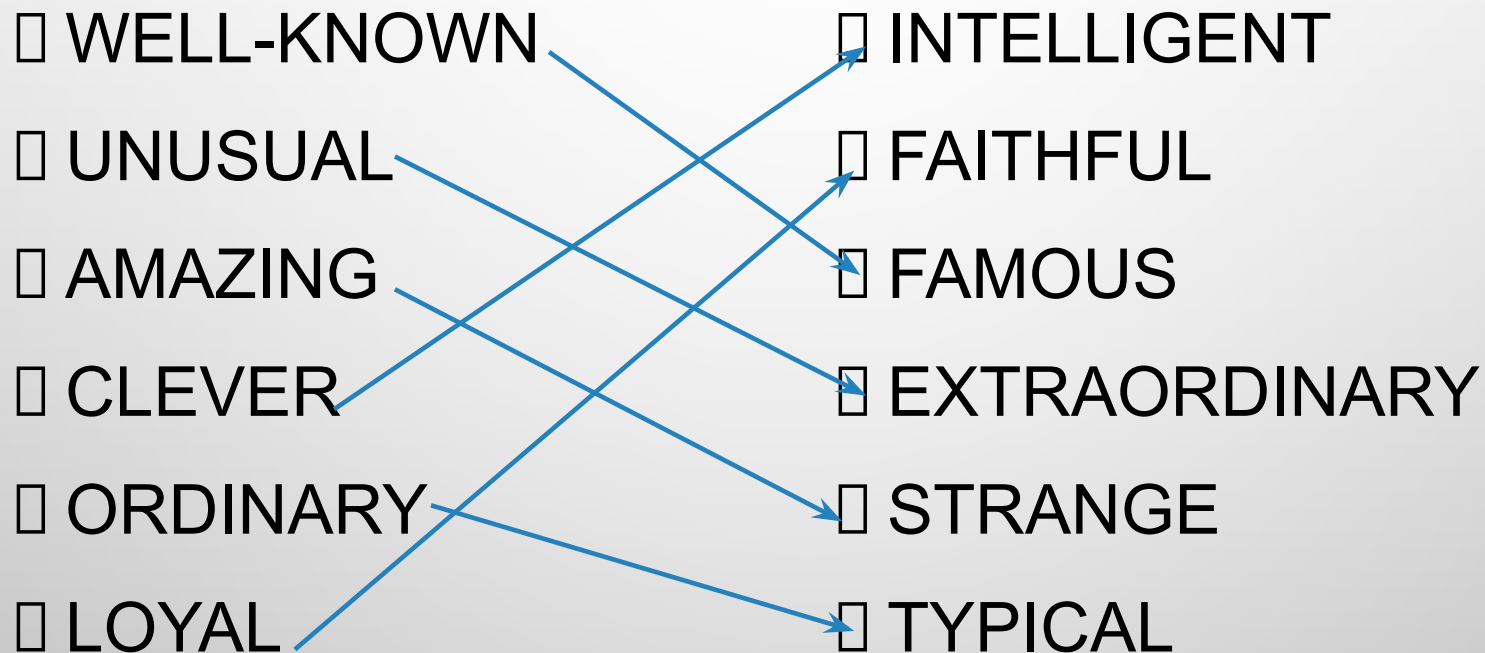 WELL-KNOWN
UNUSUAL
AMAZING
CLEVER
ORDINARY
LOYAL
INTELLIGENT
FAITHFUL
FAMOUS
EXTRAORDINARY
STRANGE
TYPICAL